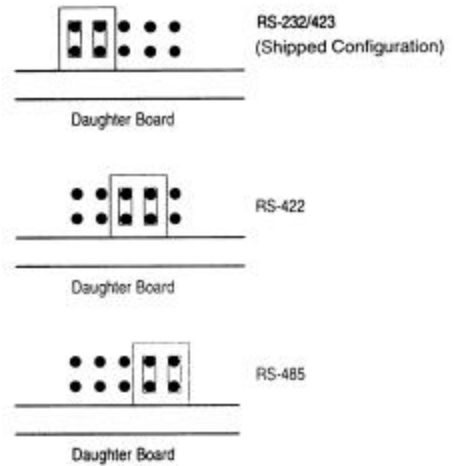 RS-232/423
(Shipped Configuration)
Daughter Board
RS-422
Daughter Board
RS-485
Daughter Board